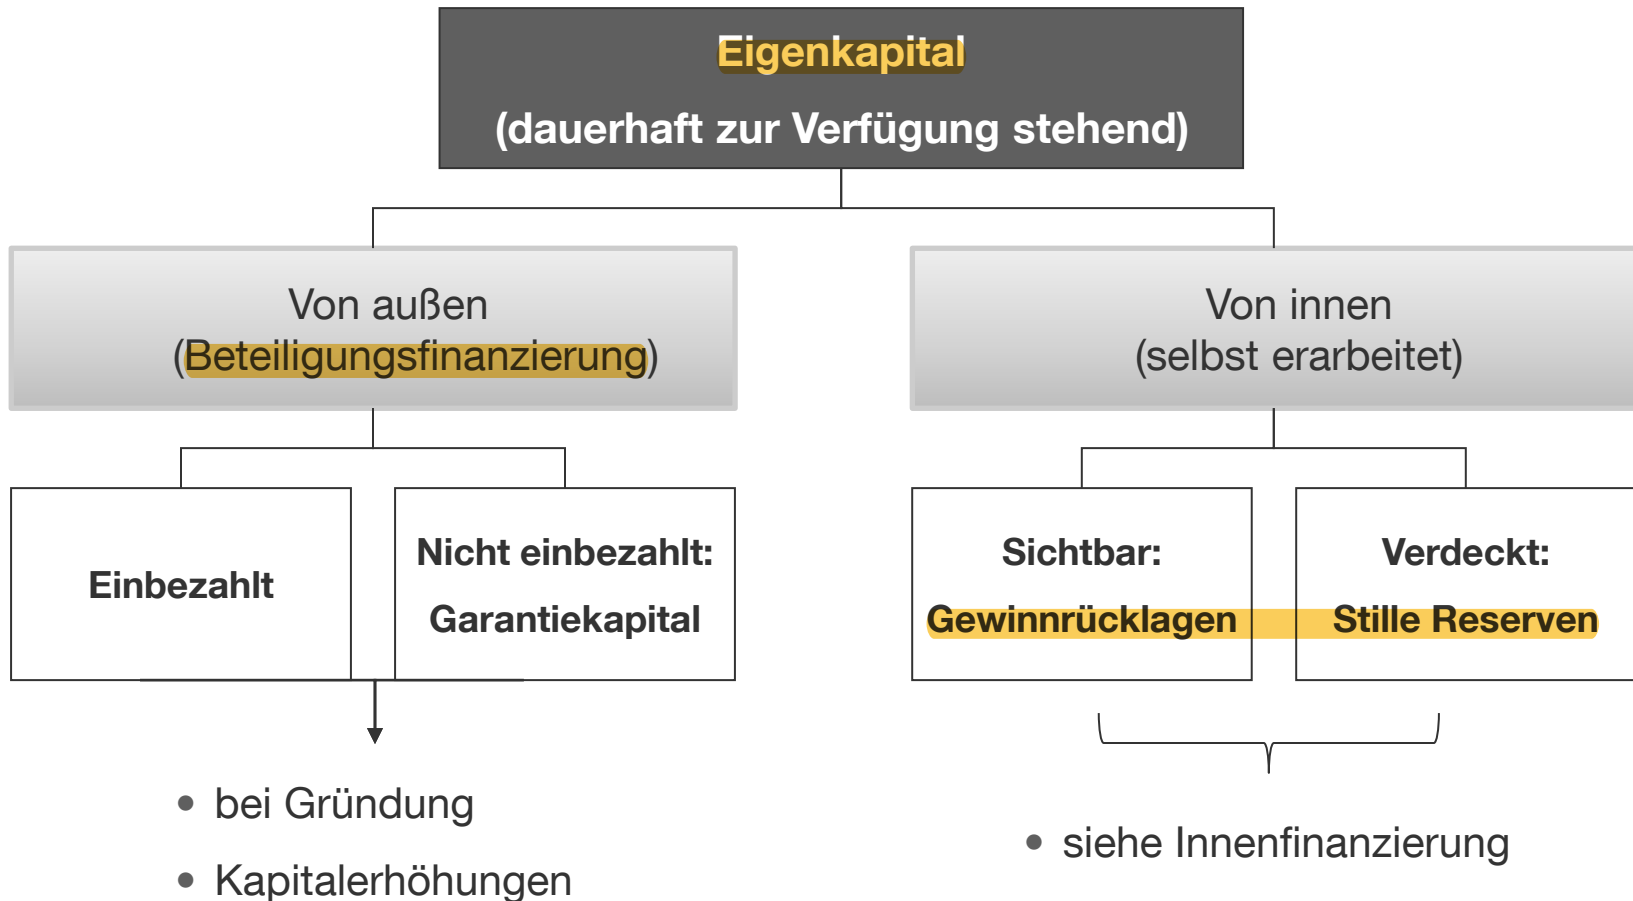 Eigenkapital
(dauerhaft zur Verfügung stehend)
Von außen
(Beteiligungsfinanzierung)
Von innen
(selbst erarbeitet)
Einbezahlt
Nicht einbezahlt:
Garantiekapital
Sichtbar:
Gewinnrücklagen
Verdeckt:
Stille Reserven
• bei Gründung
• Kapitalerhöhungen
• siehe Innenfinanzierung